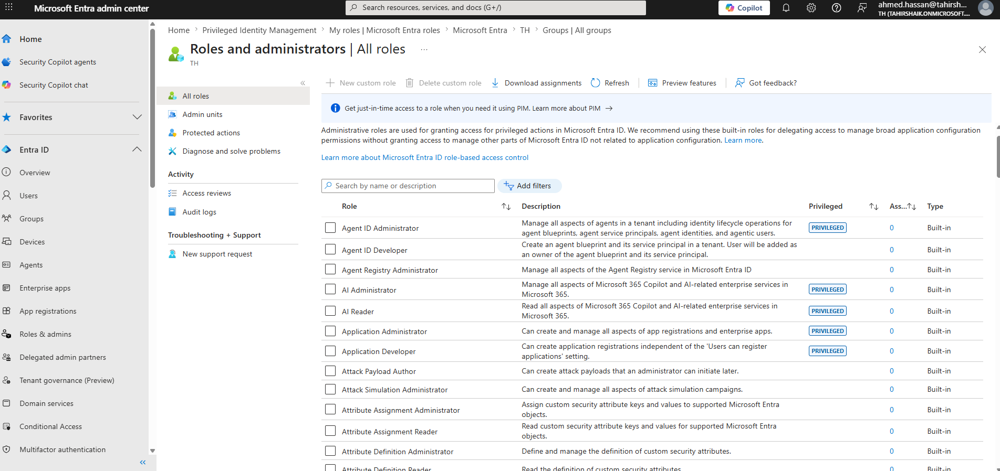 Microsoft Entra admin center
Search resources, services, and docs (G+/)
Copilot
ahmed.hassan@tahirsh...
TH (TAHIRSHAIK.ONMICROSOFT....
Home
Security Copilot agents
Security Copilot chat
Favorites
Entra ID
Overview
Users
Groups
Devices
Agents
Enterprise apps
App registrations
Roles & admins
Delegated admin partners
Tenant governance (Preview)
Domain services
Conditional Access
Multifactor authentication
Home > Privileged Identity Management > My roles | Microsoft Entra roles > Microsoft Entra > TH > Groups | All groups
Roles and administrators | All roles ...
TH
All roles
Admin units
Protected actions
Diagnose and solve problems
Activity
Access reviews
Audit logs
Troubleshooting + Support
New support request
New custom role Delete custom role Download assignments Refresh Preview features Got feedback?
Get just-in-time access to a role when you need it using PIM. Learn more about PIM →
Administrative roles are used for granting access for privileged actions in Microsoft Entra ID. We recommend using these built-in roles for delegating access to manage broad application configuration
permissions without granting access to manage other parts of Microsoft Entra ID not related to application configuration. Learn more.
Learn more about Microsoft Entra ID role-based access control
Search by name or description
Add filters
Role Description Privileged Ass... Type
Agent ID Administrator Manage all aspects of agents in a tenant including identity lifecycle operations for
agent blueprints, agent service principals, agent identities, and agentic users. PRIVILEGED 0 Built-in
Agent ID Developer Create an agent blueprint and its service principal in a tenant. User will be added as
an owner of the agent blueprint and its service principal. 0 Built-in
Agent Registry Administrator Manage all aspects of the Agent Registry service in Microsoft Entra ID 0 Built-in
AI Administrator Manage all aspects of Microsoft 365 Copilot and AI-related enterprise services in
Microsoft 365. PRIVILEGED 0 Built-in
AI Reader Read all aspects of Microsoft 365 Copilot and AI-related enterprise services in
Microsoft 365. PRIVILEGED 0 Built-in
Application Administrator Can create and manage all aspects of app registrations and enterprise apps. PRIVILEGED 0 Built-in
Application Developer Can create application registrations independent of the 'Users can register
applications' setting. PRIVILEGED 0 Built-in
Attack Payload Author Can create attack payloads that an administrator can initiate later. 0 Built-in
Attack Simulation Administrator Can create and manage all aspects of attack simulation campaigns. 0 Built-in
Attribute Assignment Administrator Assign custom security attribute keys and values to supported Microsoft Entra
objects. 0 Built-in
Attribute Assignment Reader Read custom security attribute keys and values for supported Microsoft Entra
objects. 0 Built-in
Attribute Definition Administrator Define and manage the definition of custom security attributes. 0 Built-in
Attribute Definition Reader Read the definition of custom security attributes. 0 Built-in